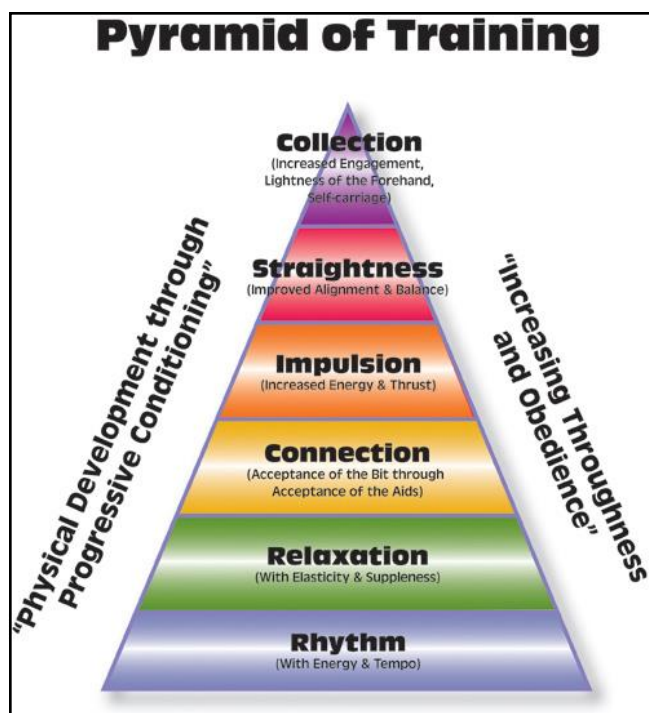 Pyramid of Training
Collection
(Increased Engagement,
Lightness of the Forehand,
Self-carriage)
Straightness
(Improved Alignment & Balance)
Impulsion
(Increased Energy & Thrust)
Connection
(Acceptance of the Bit through
Acceptance of the Aids)
Relaxation
(With Elasticity & Suppleness)
Rhythm
(With Energy & Tempo)
"Physical Development through
Progressive Conditioning"
"Increasing Throughness
and Obedience"